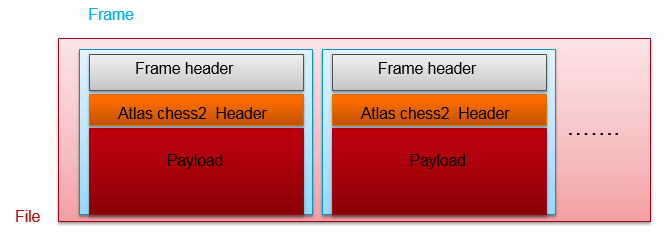 Frame
Frame header
Atlas chess2  Header
Payload
Frame header
Atlas chess2  Header
Payload
.......
File